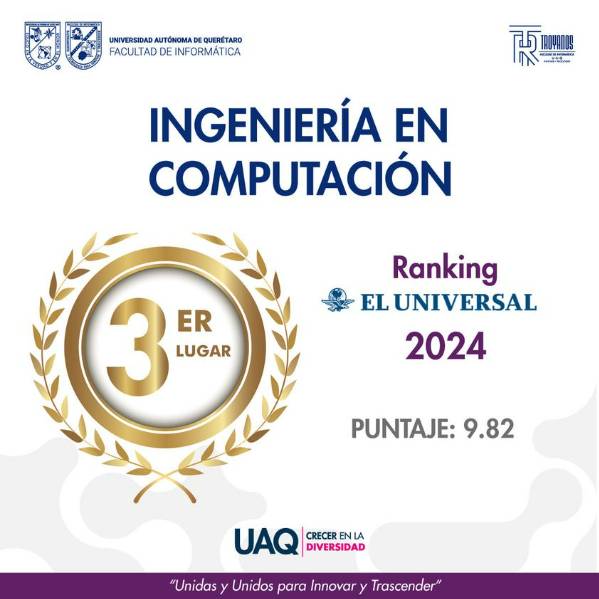 UNIVERSIDAD AUTÓNOMA DE QUERÉTARO
FACULTAD DE INFORMÁTICA
TROYANOS
INGENIERÍA EN
COMPUTACIÓN
3 ER
LUGAR
Ranking
EL UNIVERSAL
2024
PUNTAJE: 9.82
UAQ
CRECER EN LA
DIVERSIDAD
“Unidas y Unidos para Innovar y Trascender”